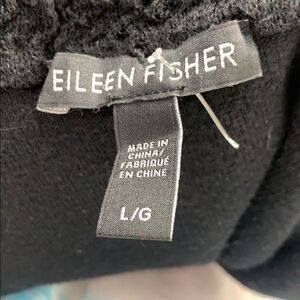 EILEEN FISHER
MADE IN
CHINA/
FABRIQUÉ
EN CHINE
L/G